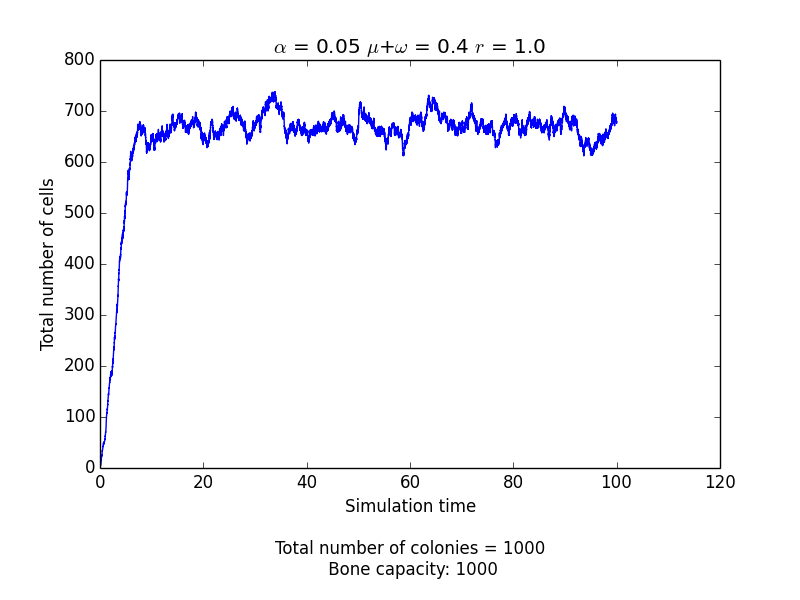 α = 0.05 μ+ω = 0.4 r = 1.0
800
700
600
500
400
300
200
100
0
Total number of cells
0 20 40 60 80 100 120
Simulation time
Total number of colonies = 1000
Bone capacity: 1000